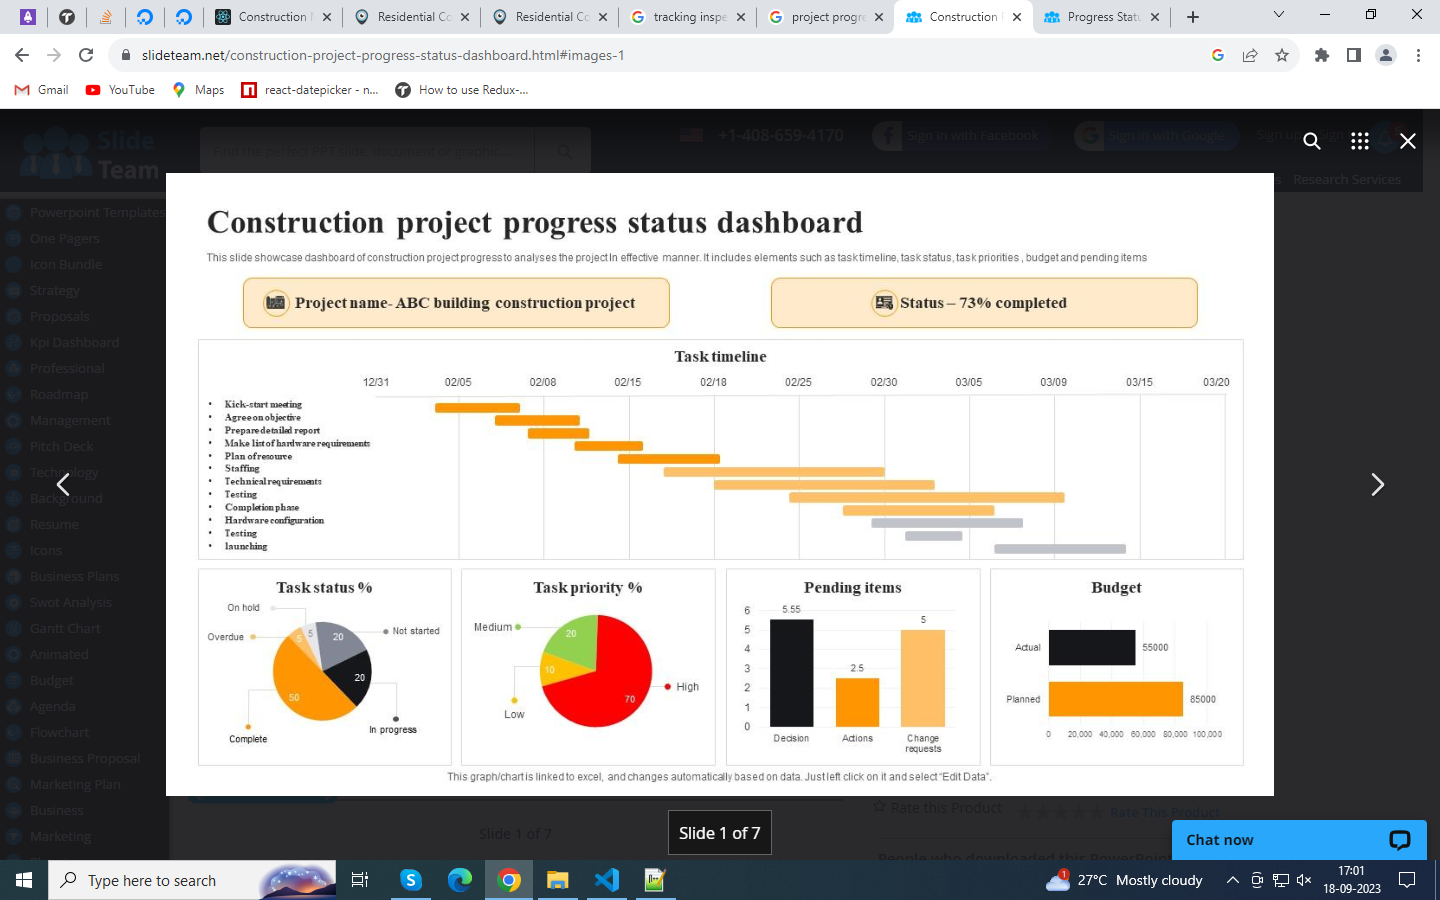 Construction
Residential Co
Residential Co
tracking inspe
project progre
Construction
Progress Statu
slideteam.net/construction-project-progress-status-dashboard.html#images-1
Gmail
YouTube
Maps
react-datepicker - n...
How to use Redux-...
Slide
Team
+1-408-659-4170
Sign in with Facebook
Sign in with Google
Research Services
Powerpoint Templates
One Pagers
Icon Bundle
Strategy
Proposals
Kpi Dashboard
Professional
Roadmap
Management
Pitch Deck
Technology
Background
Resume
Icons
Business Plans
Swot Analysis
Gantt Chart
Animated
Budget
Agenda
Flowchart
Business Proposal
Marketing Plan
Business
Marketing
Construction project progress status dashboard
This slide showcase dashboard of construction project progress to analyses the project In effective manner. It includes elements such as task timeline, task status, task priorities , budget and pending items
Project name- ABC building construction project
Status – 73% completed
Task timeline
12/31 02/05 02/08 02/15 02/18 02/25 02/30 03/05 03/09 03/15 03/20
• Kick-start meeting
• Agree on objective
• Prepare detailed report
• Make list of hardware requirements
• Plan of resource
• Staffing
• Technical requirements
• Testing
• Completion phase
• Hardware configuration
• Testing
• launching
Task status %
On hold
Overdue
Not started
In progress
Complete
5
5
20
20
50
Task priority %
Medium
Low
High
20
10
70
Pending items
6
5
4
3
2
1
0
5.55
2.5
5
Decision
Actions
Change
requests
Budget
Actual
55000
Planned
85000
0 20,000 40,000 60,000 80,000 100,000
This graph/chart is linked to excel, and changes automatically based on data. Just left click on it and select “Edit Data”.
Slide 1 of 7
Slide 1 of 7
Rate this Product
Rate This Product
People who downloaded this PowerPoint
Chat now
Type here to search
1
27°C Mostly cloudy
17:01
18-09-2023